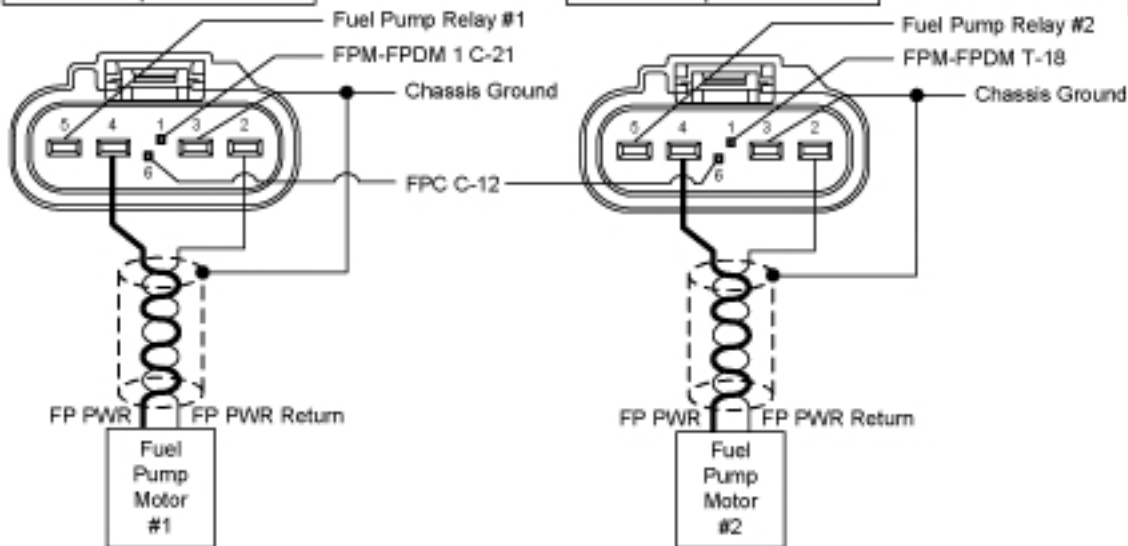 Fuel Pump Relay #1
FPM-FPDM 1 C-21
Chassis Ground
5 4 1 3 2
6
FPC C-12
FP PWR FP PWR Return
Fuel
Pump
Motor
#1
Fuel Pump Relay #2
FPM-FPDM T-18
Chassis Ground
5 4 1 3 2
6
FP PWR FP PWR Return
Fuel
Pump
Motor
#2